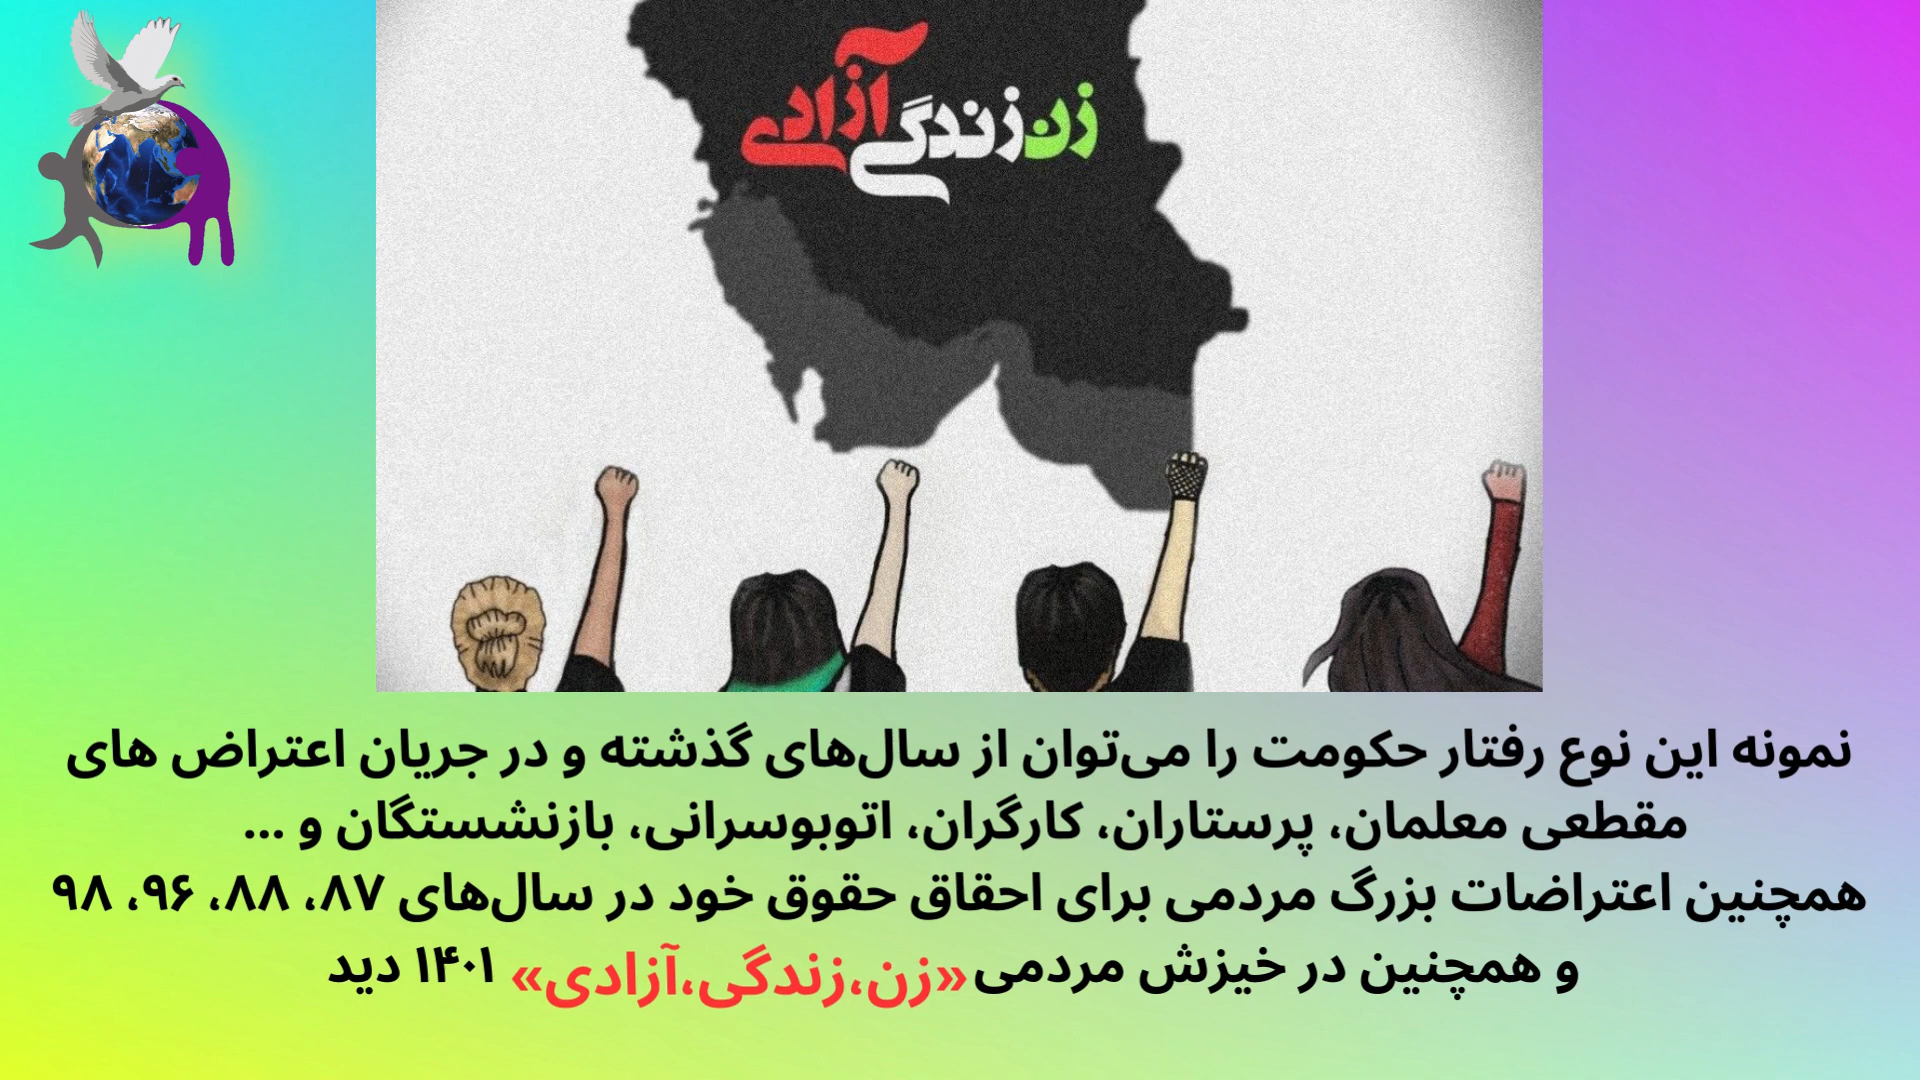 زن زندگی آزادی
نمونه این نوع رفتار حکومت را می‌توان از سال‌های گذشته و در جریان اعتراض های
مقطعی معلمان، پرستاران، کارگران، اتوبوسرانی، بازنشستگان و ...
همچنین اعتراضات بزرگ مردمی برای احقاق حقوق خود در سال‌های ۸۷، ۸۸، ۹۶، ۹۸
و همچنین در خیزش مردمی «زن،زندگی،آزادی» ۱۴۰۱ دید